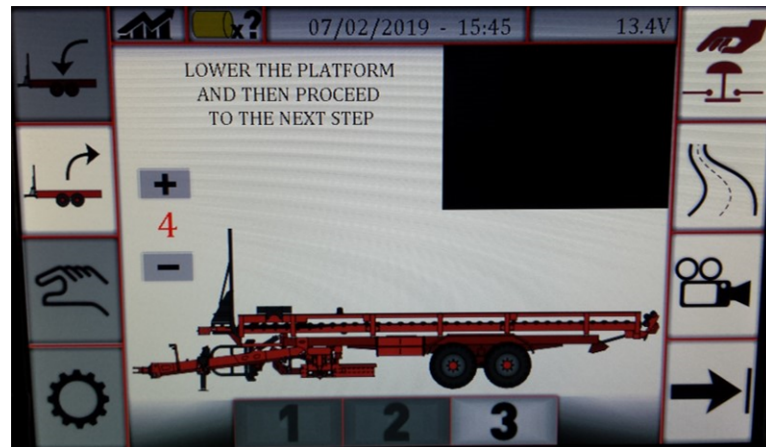 x?
07/02/2019 - 15:45
13.4V
LOWER THE PLATFORM
AND THEN PROCEED
TO THE NEXT STEP
+
4
-
1
2
3